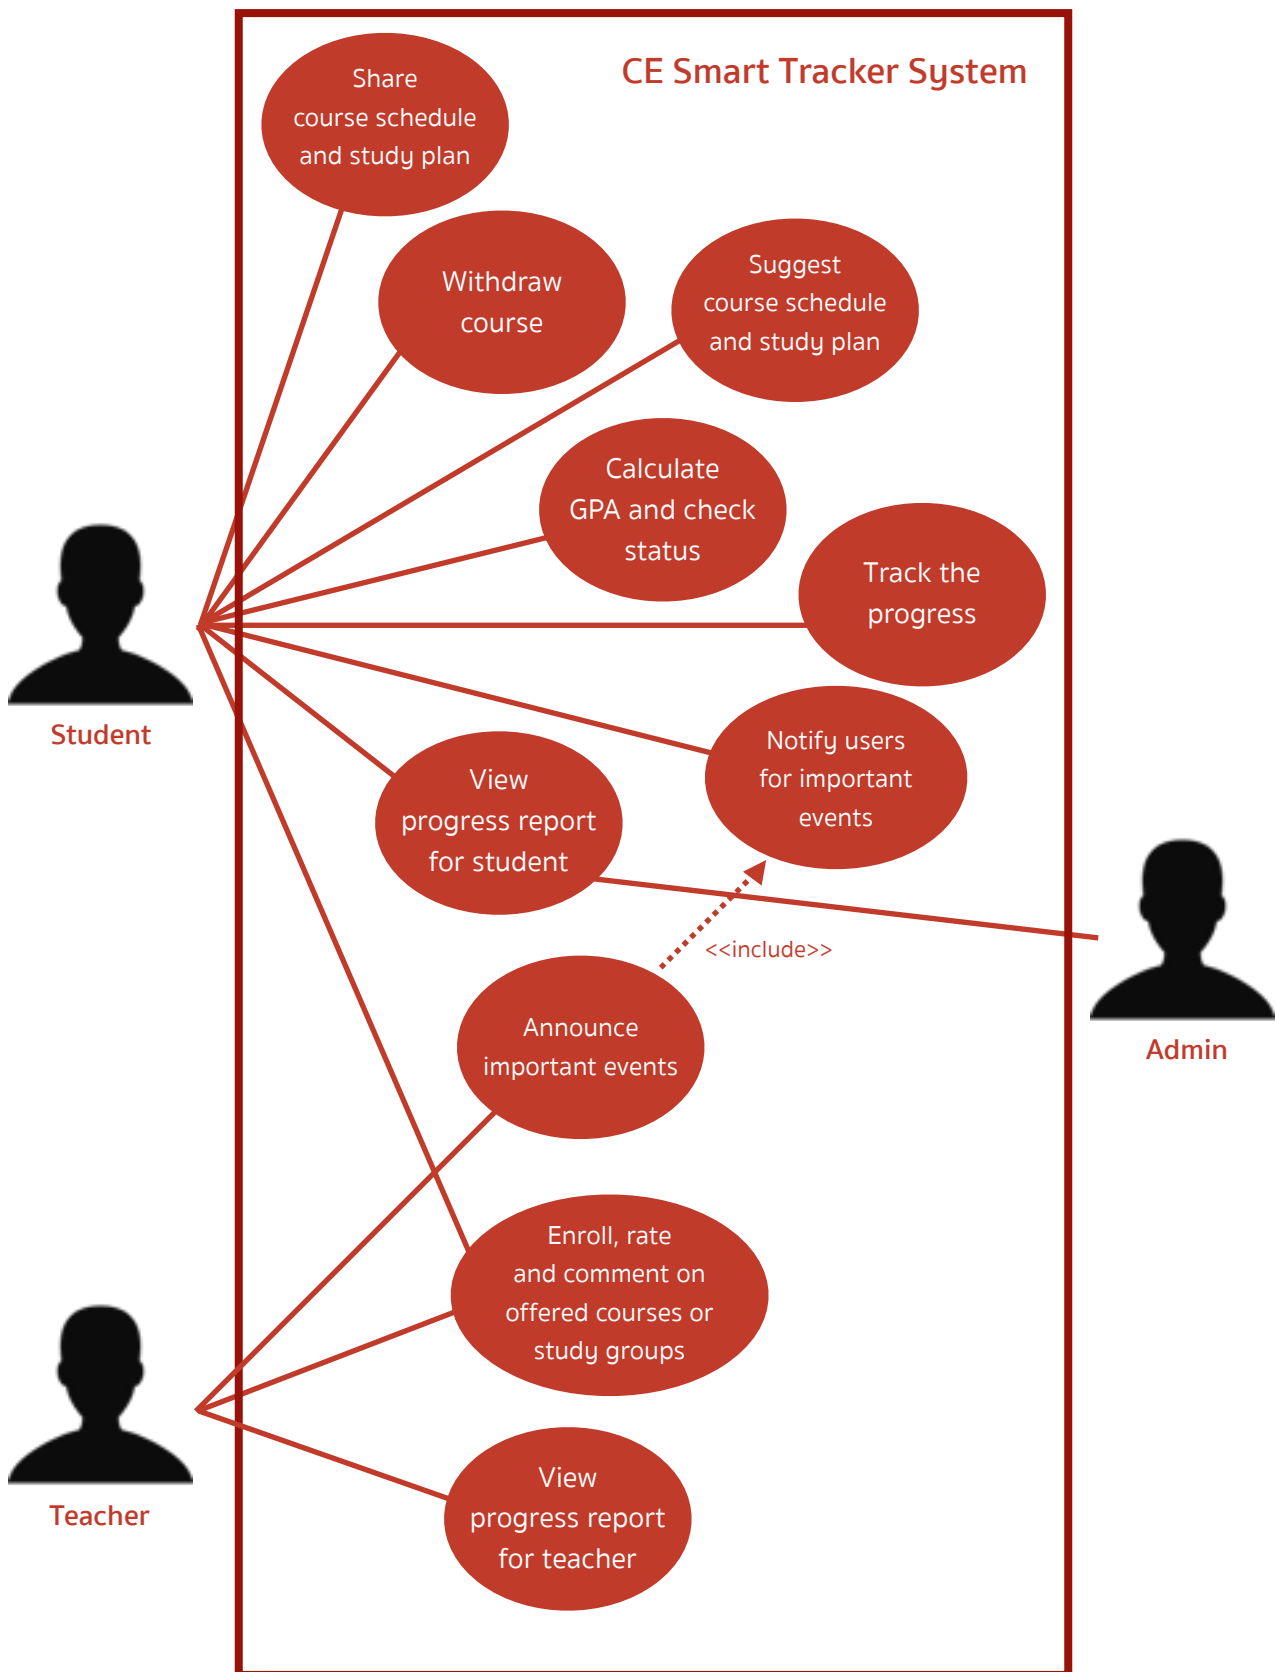 CE Smart Tracker System
Share
course schedule
and study plan
Withdraw
course
Suggest
course schedule
and study plan
Calculate
GPA and check
status
Track the
progress
Student
Notify users
for important
events
View
progress report
for student
<<include>>
Announce
important events
Admin
Enroll, rate
and comment on
offered courses or
study groups
Teacher
View
progress report
for teacher